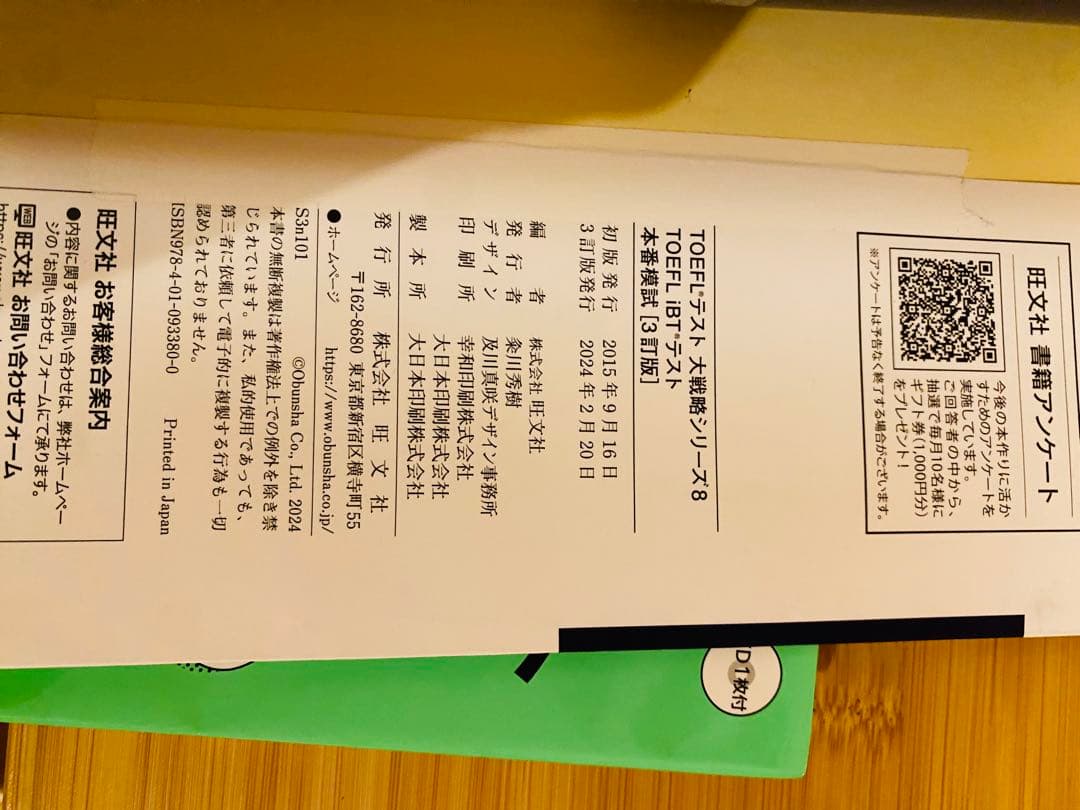 旺文社 書籍アンケート
今後の本作りに活か
すためのアンケートを
実施しています。
ご回答者の中から、
抽選で毎月10名様に
ギフト券(1,000円分)
をプレゼント!
※アンケートは予告なく終了する場合がございます。
TOEFL®テスト 大戦略シリーズ 8
TOEFL iBT®テスト
本番模試 [3訂版]
初版発行 2015年9月16日
3訂版発行 2024年2月20日
編者 株式会社 旺文社
発行者 粂川秀樹
デザイン 及川真咲デザイン事務所
印刷所 幸和印刷株式会社
大日本印刷株式会社
製本所 大日本印刷株式会社
発行所 株式会社 旺文社
〒162-8680 東京都新宿区横寺町55
●ホームページ https://www.obunsha.co.jp/
S3n101 ©Obunsha Co., Ltd. 2024
本書の無断複製は著作権法上での例外を除き禁
じられています。また、私的使用であっても、
第三者に依頼して電子的に複製する行為も一切
認められておりません。
ISBN978-4-01-093380-0 Printed in Japan
旺文社 お客様総合案内
●内容に関するお問い合わせは、弊社ホームペー
ジの「お問い合わせ」フォームにて承ります。
WEB 旺文社 お問い合わせフォーム
D1枚付